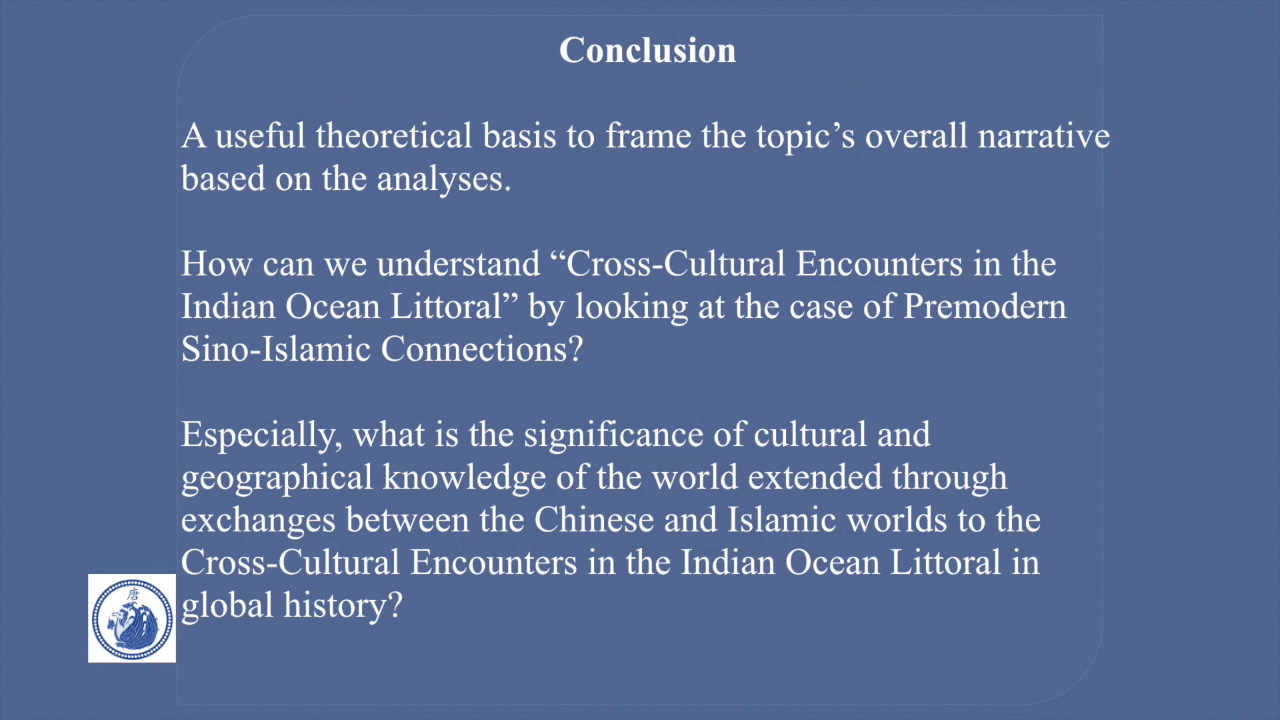 Conclusion
A useful theoretical basis to frame the topic’s overall narrative
based on the analyses.
How can we understand “Cross-Cultural Encounters in the
Indian Ocean Littoral” by looking at the case of Premodern
Sino-Islamic Connections?
Especially, what is the significance of cultural and
geographical knowledge of the world extended through
exchanges between the Chinese and Islamic worlds to the
Cross-Cultural Encounters in the Indian Ocean Littoral in
global history?
唐